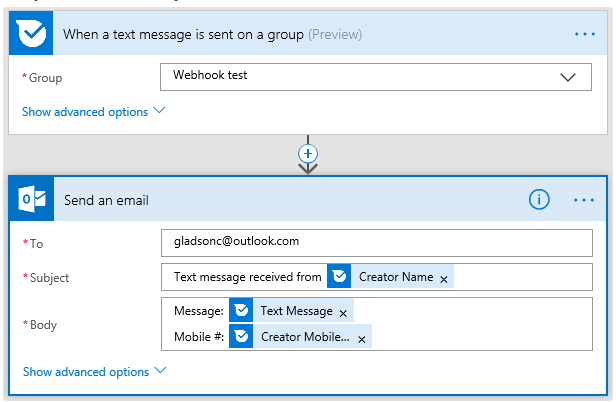 When a text message is sent on a group (Preview) ...
* Group Webhook test
Show advanced options
Send an email ...
* To gladsonc@outlook.com
* Subject Text message received from Creator Name x
* Body Message: Text Message x
Mobile #: Creator Mobile... x
Show advanced options